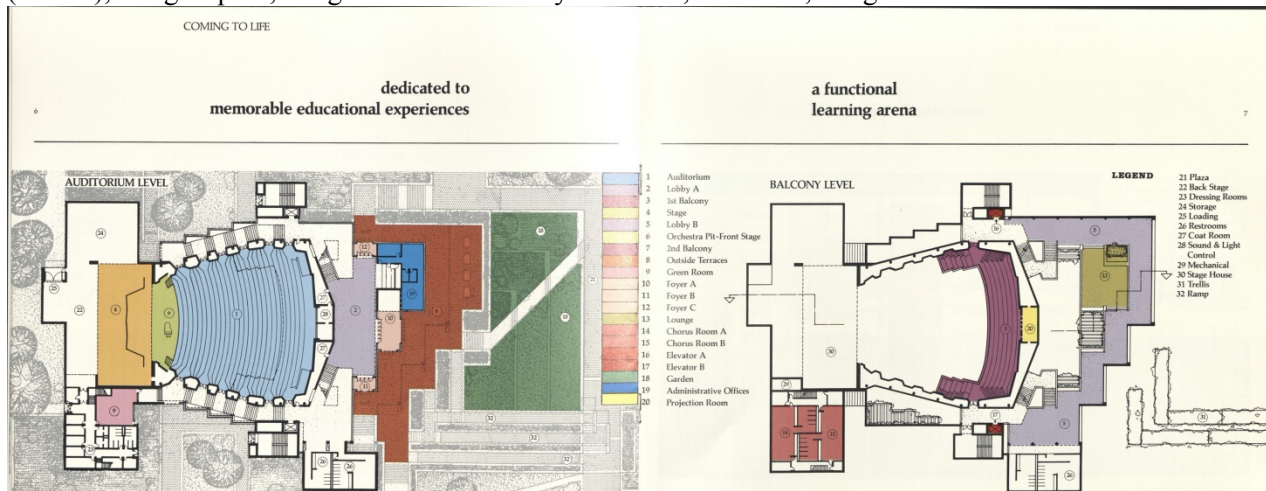 COMING TO LIFE
dedicated to
memorable educational experiences
6
a functional
learning arena
7
AUDITORIUM LEVEL
1 Auditorium
2 Lobby A
3 1st Balcony
4 Stage
5 Lobby B
6 Orchestra Pit-Front Stage
7 2nd Balcony
8 Outside Terraces
9 Green Room
10 Foyer A
11 Foyer B
12 Foyer C
13 Lounge
14 Chorus Room A
15 Chorus Room B
16 Elevator A
17 Elevator B
18 Garden
19 Administrative Offices
20 Projection Room
BALCONY LEVEL
LEGEND
21 Plaza
22 Back Stage
23 Dressing Rooms
24 Storage
25 Loading
26 Restrooms
27 Coat Room
28 Sound & Light
Control
29 Mechanical
30 Stage House
31 Trellis
32 Ramp